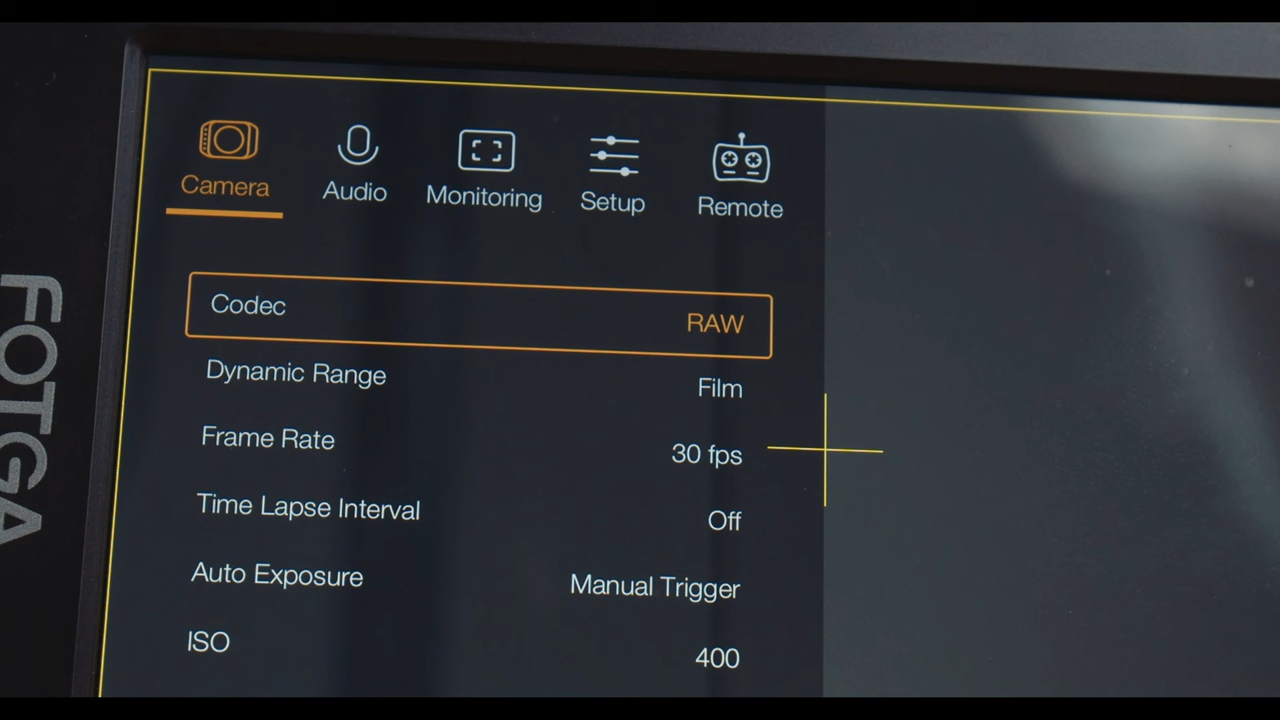 Camera
Audio
Monitoring
Setup
Remote
Codec RAW
Dynamic Range Film
Frame Rate 30 fps
Time Lapse Interval Off
Auto Exposure Manual Trigger
ISO 400
FOTGA